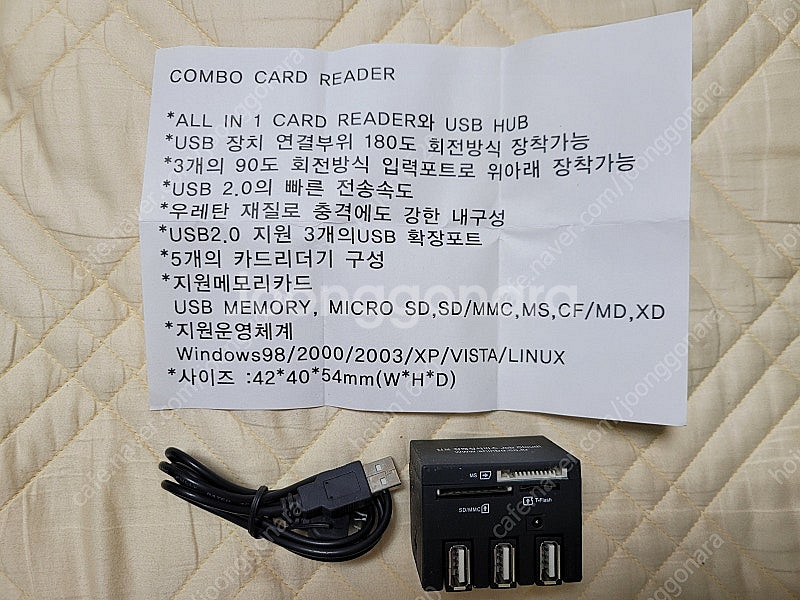 COMBO CARD READER
*ALL IN 1 CARD READER와 USB HUB
*USB 장치 연결부위 180도 회전방식 장착가능
*3개의 90도 회전방식 입력포트로 위아래 장착가능
*USB 2.0의 빠른 전송속도
*우레탄 재질로 충격에도 강한 내구성
*USB2.0 지원 3개의USB 확장포트
*5개의 카드리더기 구성
*지원메모리카드
USB MEMORY, MICRO SD,SD/MMC,MS,CF/MD,XD
*지원운영체계
Windows98/2000/2003/XP/VISTA/LINUX
*사이즈 :42*40*54mm(W*H*D)
joonggonara
MS
SD/MMC
T-Flash
cafe.naver.com/joonggonara